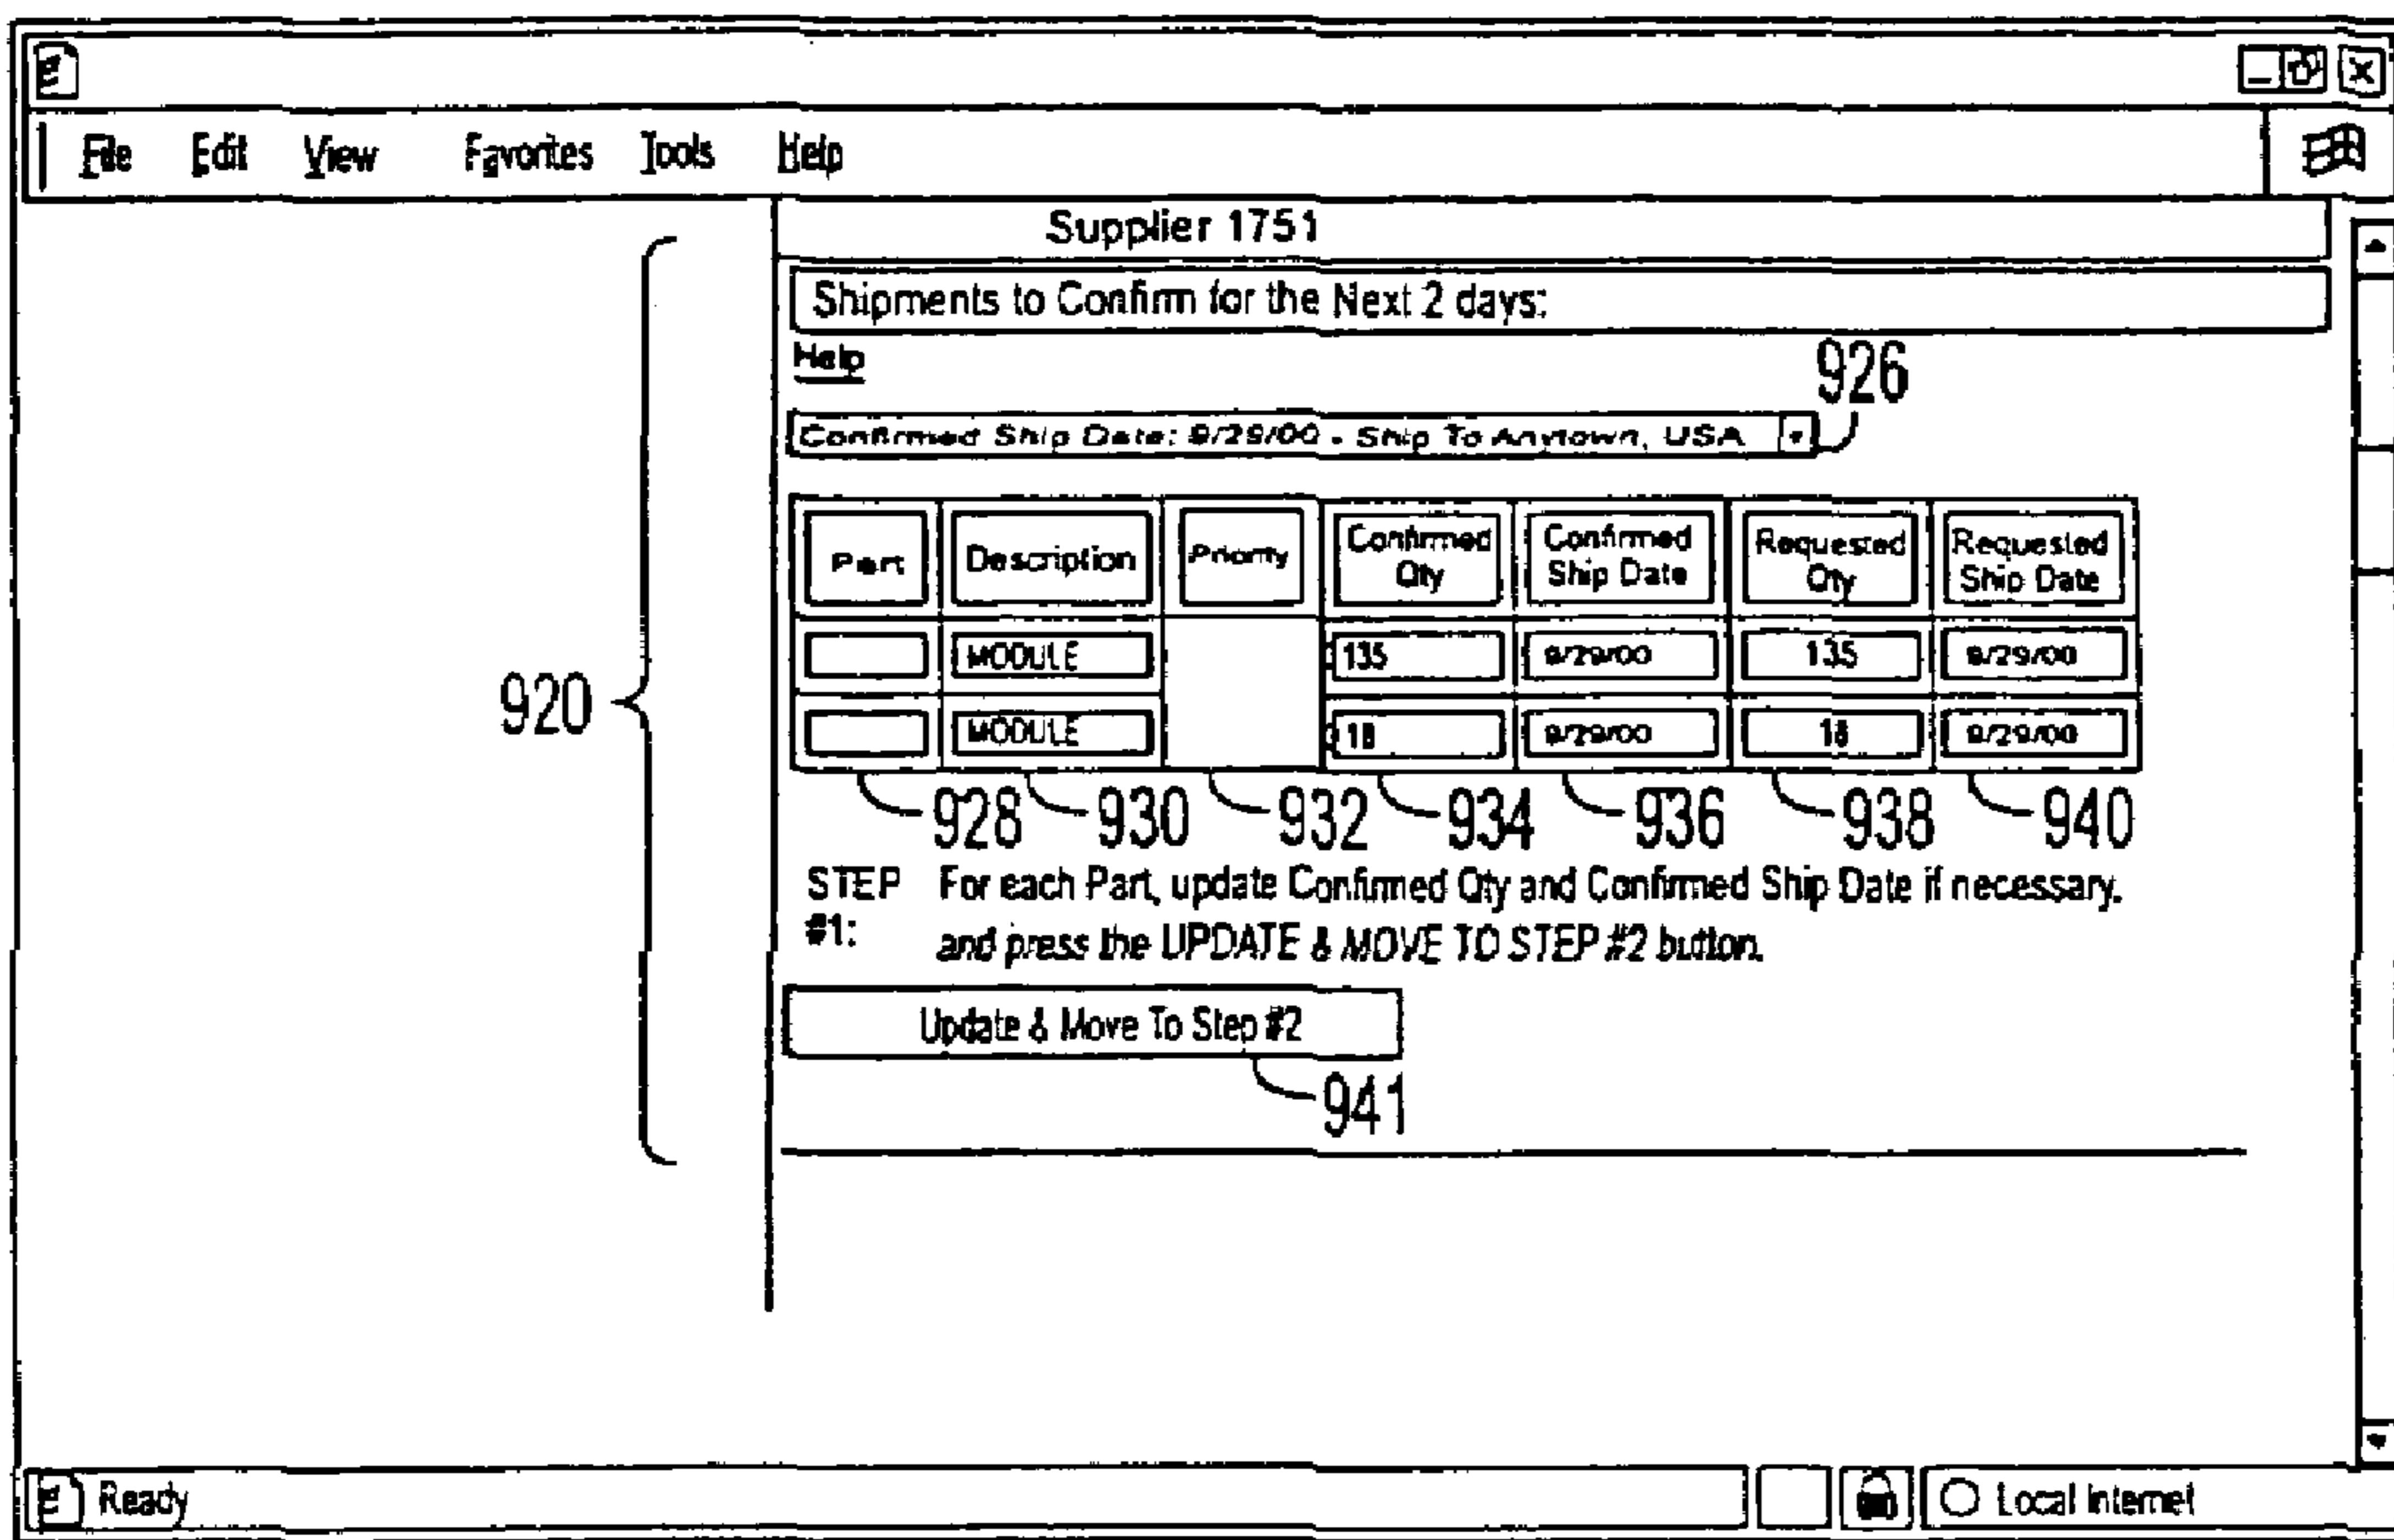 File Edit View Favorites Tools Help
Supplier 1751
Shipments to Confirm for the Next 2 days:
Help
926
Confirmed Ship Date: 9/29/00 - Ship To Anytown, USA
Part Description Priority Confirmed Qty Confirmed Ship Date Requested Qty Requested Ship Date
MODULE 135 9/29/00 135 9/29/00
MODULE 18 9/29/00 18 9/29/00
920
928 930 932 934 936 938 940
STEP #1: For each Part, update Confirmed Qty and Confirmed Ship Date if necessary,
and press the UPDATE & MOVE TO STEP #2 button.
Update & Move To Step #2
941
Ready Local Internet